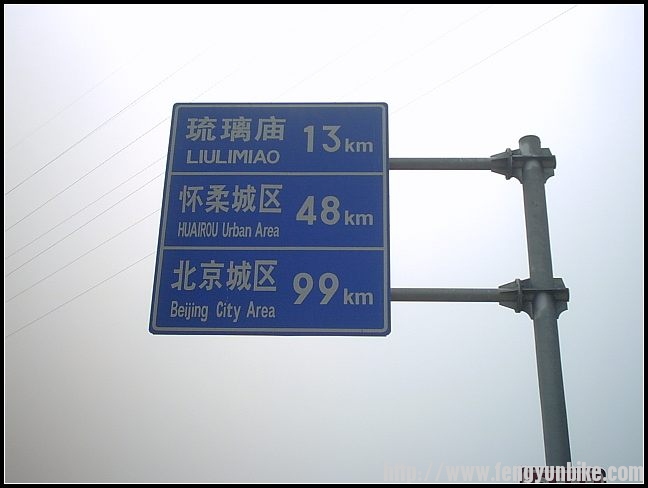 琉璃庙 13km
LIULIMIAO
怀柔城区 48km
HUAIROU Urban Area
北京城区 99km
Beijing City Area
http://www.fengyunbike.com